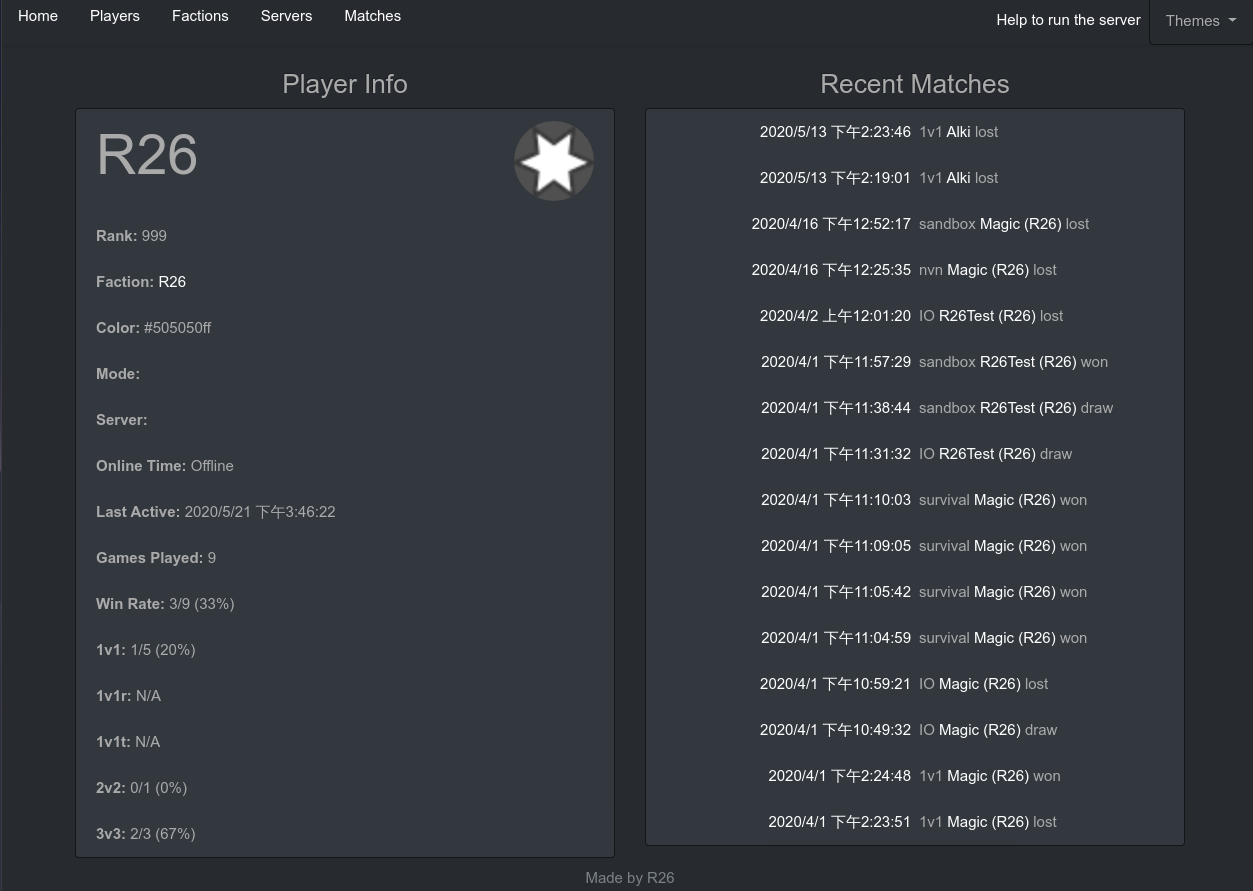 Home Players Factions Servers Matches Help to run the server Themes
Player Info
R26
Rank: 999
Faction: R26
Color: #505050ff
Mode:
Server:
Online Time: Offline
Last Active: 2020/5/21 下午3:46:22
Games Played: 9
Win Rate: 3/9 (33%)
1v1: 1/5 (20%)
1v1r: N/A
1v1t: N/A
2v2: 0/1 (0%)
3v3: 2/3 (67%)
Recent Matches
2020/5/13 下午2:23:46 1v1 Alki lost
2020/5/13 下午2:19:01 1v1 Alki lost
2020/4/16 下午12:52:17 sandbox Magic (R26) lost
2020/4/16 下午12:25:35 nvn Magic (R26) lost
2020/4/2 上午12:01:20 IO R26Test (R26) lost
2020/4/1 下午11:57:29 sandbox R26Test (R26) won
2020/4/1 下午11:38:44 sandbox R26Test (R26) draw
2020/4/1 下午11:31:32 IO R26Test (R26) draw
2020/4/1 下午11:10:03 survival Magic (R26) won
2020/4/1 下午11:09:05 survival Magic (R26) won
2020/4/1 下午11:05:42 survival Magic (R26) won
2020/4/1 下午11:04:59 survival Magic (R26) won
2020/4/1 下午10:59:21 IO Magic (R26) lost
2020/4/1 下午10:49:32 IO Magic (R26) draw
2020/4/1 下午2:24:48 1v1 Magic (R26) won
2020/4/1 下午2:23:51 1v1 Magic (R26) lost
Made by R26